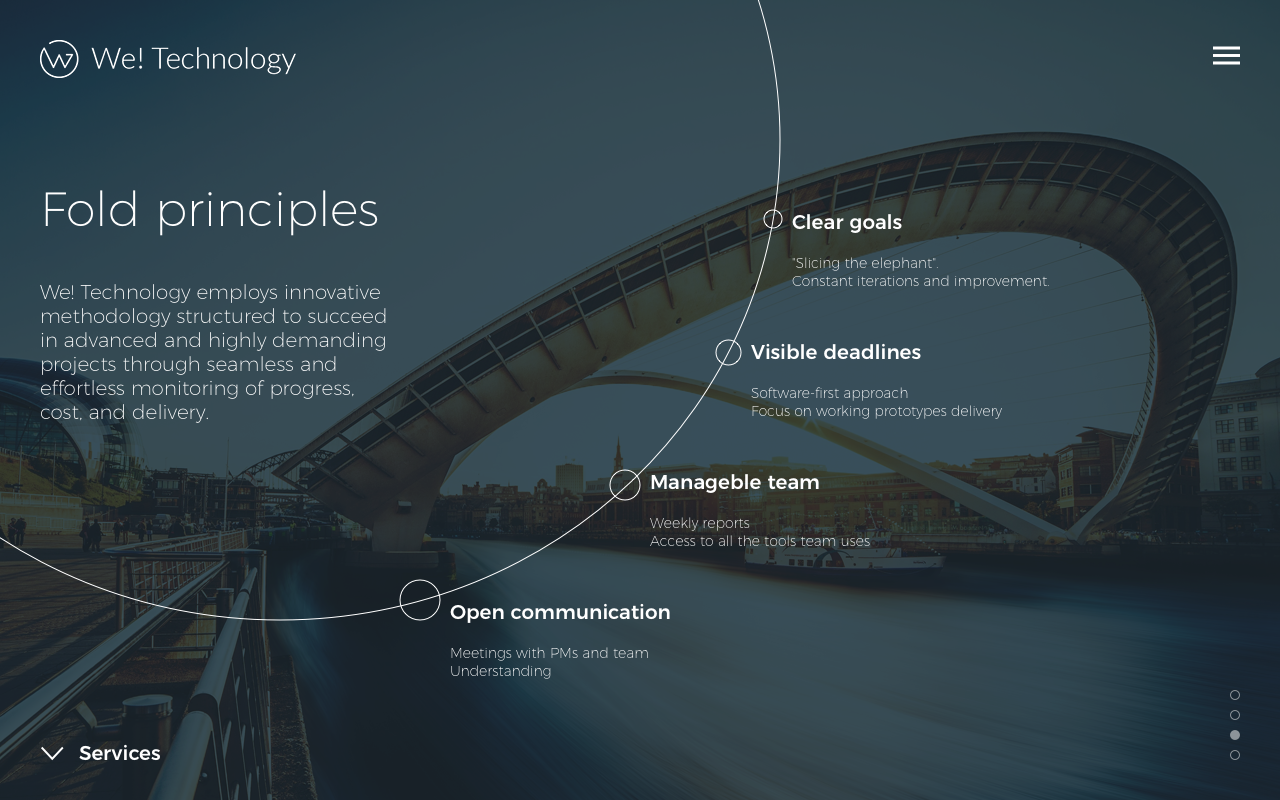 We! Technology
Fold principles
We! Technology employs innovative
methodology structured to succeed
in advanced and highly demanding
projects through seamless and
effortless monitoring of progress,
cost, and delivery.
Clear goals
"Slicing the elephant".
Constant iterations and improvement.
Visible deadlines
Software-first approach
Focus on working prototypes delivery
Manageble team
Weekly reports
Access to all the tools team uses
Open communication
Meetings with PMs and team
Understanding
Services